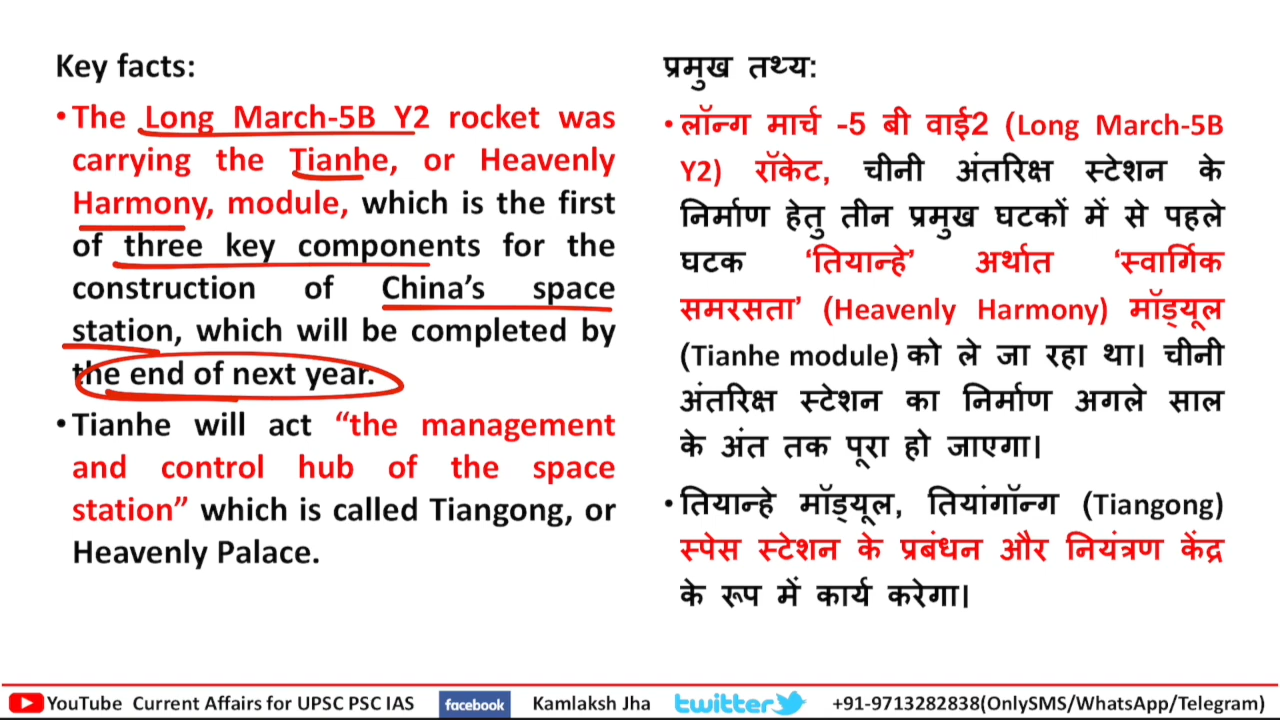 Key facts:
•The Long March-5B Y2 rocket was
carrying the Tianhe, or Heavenly
Harmony, module, which is the first
of three key components for the
construction of China’s space
station, which will be completed by
the end of next year.
•Tianhe will act “the management
and control hub of the space
station” which is called Tiangong, or
Heavenly Palace.
प्रमुख तथ्य:
•लॉन्ग मार्च -5 बी वाई2 (Long March-5B
Y2) रॉकेट, चीनी अंतरिक्ष स्टेशन के
निर्माण हेतु तीन प्रमुख घटकों में से पहले
घटक ‘तियान्हे’ अर्थात ‘स्वार्गिक
समरसता’ (Heavenly Harmony) मॉड्यूल
(Tianhe module) को ले जा रहा था। चीनी
अंतरिक्ष स्टेशन का निर्माण अगले साल
के अंत तक पूरा हो जाएगा।
•तियान्हे मॉड्यूल, तियांगॉन्ग (Tiangong)
स्पेस स्टेशन के प्रबंधन और नियंत्रण केंद्र
के रूप में कार्य करेगा।
YouTube Current Affairs for UPSC PSC IAS facebook Kamlaksh Jha twitter +91-9713282838(OnlySMS/WhatsApp/Telegram)